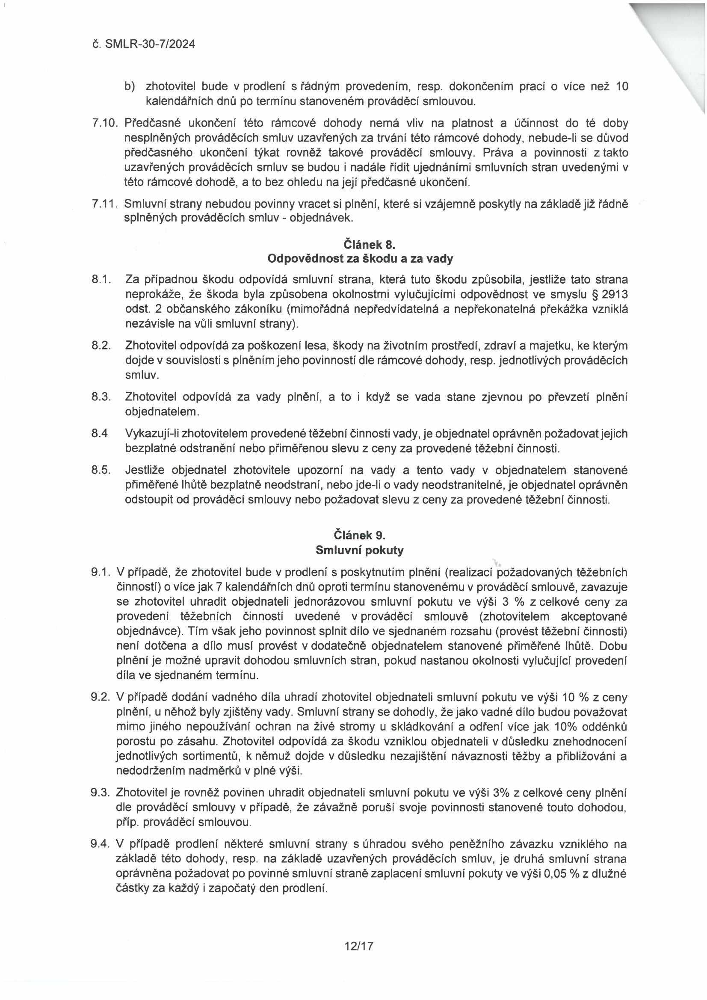 č. SMLR-30-7/2024
b) zhotovitel bude v prodlení s řádným provedením, resp. dokončením prací o více než 10
kalendářních dnů po termínu stanoveném prováděcí smlouvou.
7.10. Předčasné ukončení této rámcové dohody nemá vliv na platnost a účinnost do té doby
nesplněných prováděcích smluv uzavřených za trvání této rámcové dohody, nebude-li se důvod
předčasného ukončení týkat rovněž takové prováděcí smlouvy. Práva a povinnosti z takto
uzavřených prováděcích smluv se budou i nadále řídit ujednáními smluvních stran uvedenými v
této rámcové dohodě, a to bez ohledu na její předčasné ukončení.
7.11. Smluvní strany nebudou povinny vracet si plnění, které si vzájemně poskytly na základě již řádně
splněných prováděcích smluv - objednávek.
Článek 8.
Odpovědnost za škodu a za vady
8.1. Za případnou škodu odpovídá smluvní strana, která tuto škodu způsobila, jestliže tato strana
neprokáže, že škoda byla způsobena okolnostmi vylučujícími odpovědnost ve smyslu § 2913
odst. 2 občanského zákoníku (mimořádná nepředvídatelná a nepřekonatelná překážka vzniklá
nezávisle na vůli smluvní strany).
8.2. Zhotovitel odpovídá za poškození lesa, škody na životním prostředí, zdraví a majetku, ke kterým
dojde v souvislosti s plněním jeho povinností dle rámcové dohody, resp. jednotlivých prováděcích
smluv.
8.3. Zhotovitel odpovídá za vady plnění, a to i když se vada stane zjevnou po převzetí plnění
objednatelem.
8.4 Vykazují-li zhotovitelem provedené těžební činnosti vady, je objednatel oprávněn požadovat jejich
bezplatné odstranění nebo přiměřenou slevu z ceny za provedené těžební činnosti.
8.5. Jestliže objednatel zhotovitele upozorní na vady a tento vady v objednatelem stanovené
přiměřené lhůtě bezplatně neodstraní, nebo jde-li o vady neodstranitelné, je objednatel oprávněn
odstoupit od prováděcí smlouvy nebo požadovat slevu z ceny za provedené těžební činnosti.
Článek 9.
Smluvní pokuty
9.1. V případě, že zhotovitel bude v prodlení s poskytnutím plnění (realizací požadovaných těžebních
činností) o více jak 7 kalendářních dnů oproti termínu stanovenému v prováděcí smlouvě, zavazuje
se zhotovitel uhradit objednateli jednorázovou smluvní pokutu ve výši 3 % z celkové ceny za
provedení těžebních činností uvedené v prováděcí smlouvě (zhotovitelem akceptované
objednávce). Tím však jeho povinnost splnit dílo ve sjednaném rozsahu (provést těžební činnosti)
není dotčena a dílo musí provést v dodatečně objednatelem stanovené přiměřené lhůtě. Dobu
plnění je možné upravit dohodou smluvních stran, pokud nastanou okolnosti vylučující provedení
díla ve sjednaném termínu.
9.2. V případě dodání vadného díla uhradí zhotovitel objednateli smluvní pokutu ve výši 10 % z ceny
plnění, u něhož byly zjištěny vady. Smluvní strany se dohodly, že jako vadné dílo budou považovat
mimo jiného nepoužívání ochran na živé stromy u skládkování a odření více jak 10% oddénků
porostu po zásahu. Zhotovitel odpovídá za škodu vzniklou objednateli v důsledku znehodnocení
jednotlivých sortimentů, k němuž dojde v důsledku nezajištění návaznosti těžby a přibližování a
nedodržením nadměrků v plné výši.
9.3. Zhotovitel je rovněž povinen uhradit objednateli smluvní pokutu ve výši 3% z celkové ceny plnění
dle prováděcí smlouvy v případě, že závažně poruší svoje povinnosti stanovené touto dohodou,
příp. prováděcí smlouvou.
9.4. V případě prodlení některé smluvní strany s úhradou svého peněžního závazku vzniklého na
základě této dohody, resp. na základě uzavřených prováděcích smluv, je druhá smluvní strana
oprávněna požadovat po povinné smluvní straně zaplacení smluvní pokuty ve výši 0,05 % z dlužné
částky za každý i započatý den prodlení.
12/17